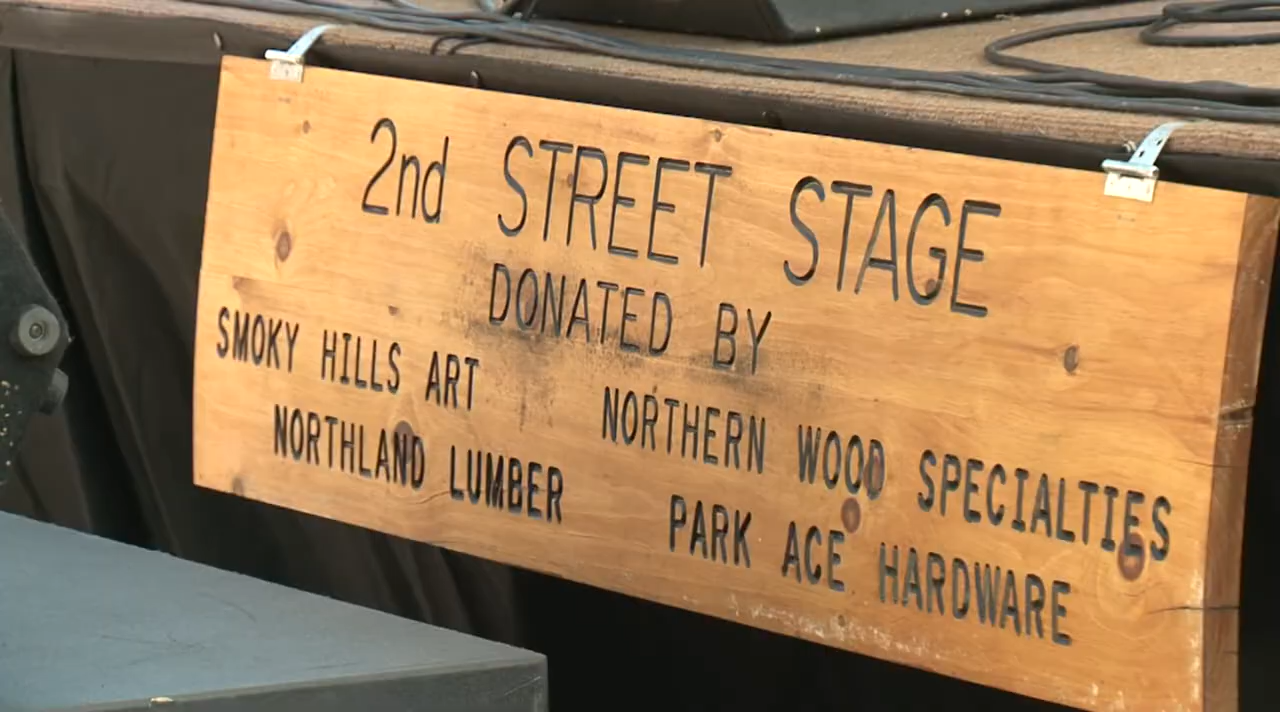 2nd STREET STAGE
DONATED BY
SMOKY HILLS ART NORTHERN WOOD SPECIALTIES
NORTHLAND LUMBER PARK ACE HARDWARE